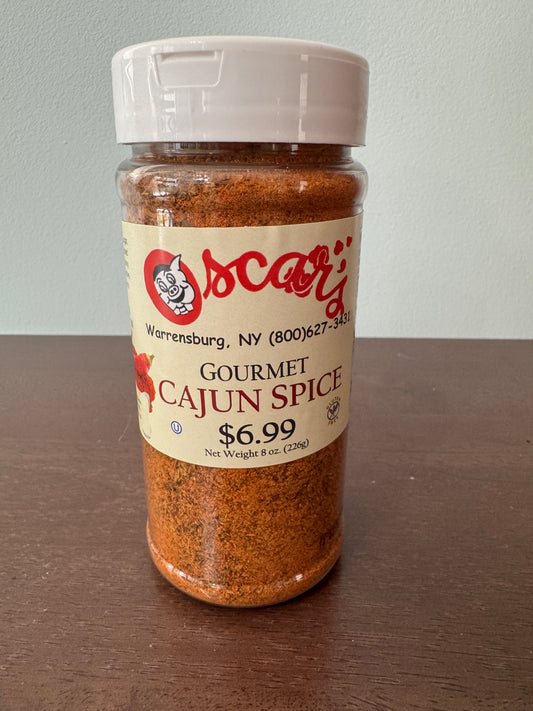 Oscar's
Warrensburg, NY (800)627-3431
GOURMET
CAJUN SPICE
U
$6.99
Net Weight 8 oz. (226g)